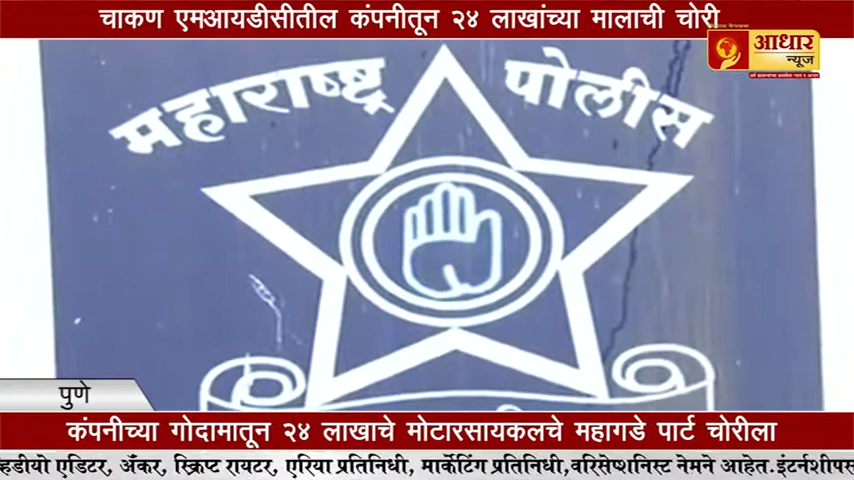 चाकण एमआयडीसीतील कंपनीतून २४ लाखांच्या मालाची चोरी
आधार
न्यूज
महाराष्ट्र पोलीस
पुणे
कंपनीच्या गोदामातून २४ लाखाचे मोटारसायकलचे महागडे पार्ट चोरीला
हडीयो एडिटर, अँकर, स्क्रिप्ट रायटर, एरिया प्रतिनिधी, मार्केटिंग प्रतिनिधी,वरिसेप्शनिस्ट नेमने आहेत.इंटर्नशीपस